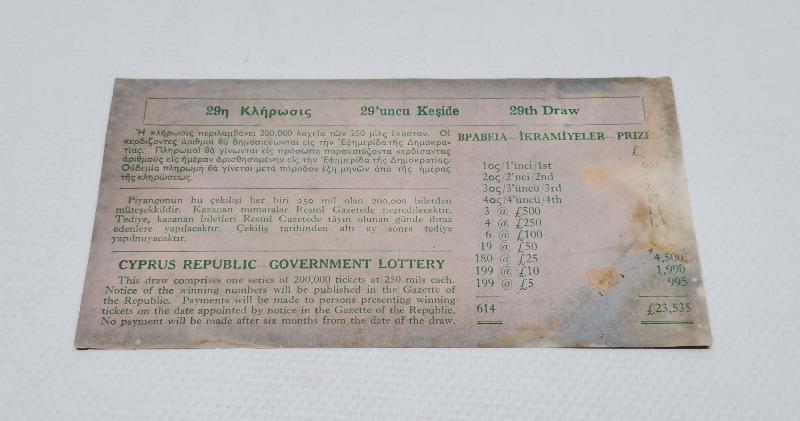 29η Κλήρωσις 29'uncu Keşide 29th Draw
Ἡ κλήρωσις περιλαμβάνει 200,000 λαχεῖα τῶν 250 μὶλς ἕκαστον. Οἱ
κερδίζοντες ἀριθμοὶ θὰ δημοσιεύωνται εἰς τὴν Ἐφημερίδα τῆς Δημοκρα-
τίας. Πληρωμαὶ θὰ γίνωνται εἰς πρόσωπα παρουσιάζοντα κερδίσαντας
ἀριθμοὺς εἰς ἡμέραν ὁρισθησομένην εἰς τὴν Ἐφημερίδα τῆς Δημοκρατίας.
Οὐδεμία πληρωμὴ θὰ γίνεται μετὰ πάροδον ἓξ μηνῶν ἀπὸ τῆς ἡμέρας
τῆς κληρώσεως.
Piyangonun bu çekilişi her biri 250 mil olan 200,000 biletden
müteşekkildir. Kazanan numaralar Resmî Gazetede neşredilecektir.
Tediye, kazanan biletleri Resmî Gazetede tâyin olunan günde ibraz
edenlere yapılacaktır. Çekiliş tarihinden altı ay sonra tediye
yapılmıyacaktır.
CYPRUS REPUBLIC GOVERNMENT LOTTERY
This draw comprises one series of 200,000 tickets at 250 mils each.
Notice of the winning numbers will be published in the Gazette of
the Republic. Payments will be made to persons presenting winning
tickets on the date appointed by notice in the Gazette of the Republic.
No payment will be made after six months from the date of the draw.
ΒΡΑΒΕΙΑ İKRAMİYELER PRIZE
£
1ος/1'inci/1st
2ος/2'nci/2nd
3ος/3'üncü/3rd
4ος/4'üncü/4th
3 @ £500
4 @ £250
6 @ £100
19 @ £50
180 @ £25 4,500
199 @ £10 1,990
199 @ £5 995
614 £23,535